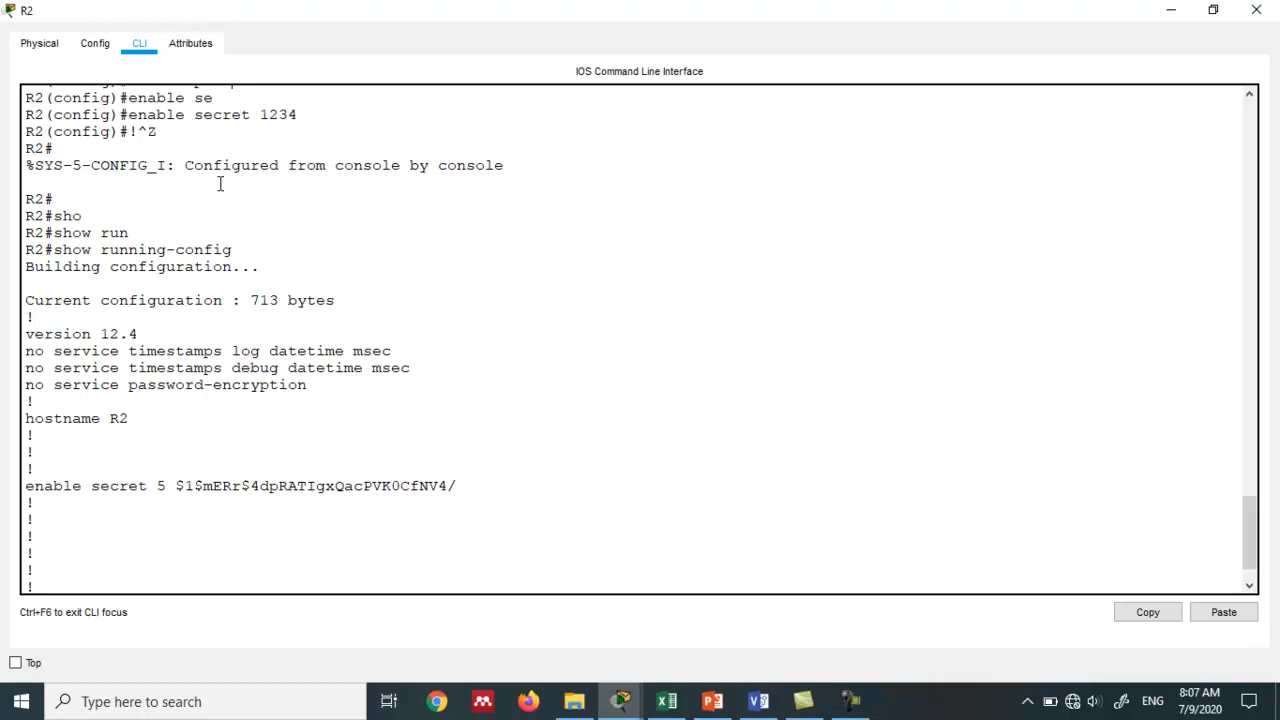 R2
Physical
Config
CLI
Attributes
IOS Command Line Interface
R2(config)#enable se
R2(config)#enable secret 1234
R2(config)#!^Z
R2#
%SYS-5-CONFIG_I: Configured from console by console
R2#
R2#sho
R2#show run
R2#show running-config
Building configuration...
Current configuration : 713 bytes
!
version 12.4
no service timestamps log datetime msec
no service timestamps debug datetime msec
no service password-encryption
!
hostname R2
!
!
!
enable secret 5 $1$mERr$4dpRATIgxQacPVK0CfNV4/
!
!
!
!
!
!
Ctrl+F6 to exit CLI focus
Copy
Paste
Top
Type here to search
ENG
8:07 AM
7/9/2020